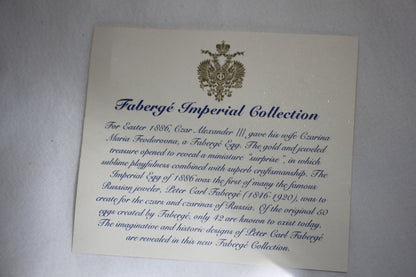 Fabergé Imperial Collection
For Easter 1886, Czar Alexander III, gave his wife Czarina
Maria Feodorovna, a Fabergé Egg. The gold and jeweled
treasure opened to reveal a miniature "surprise", in which
sublime playfulness combined with superb craftsmanship. The
Imperial Egg of 1886 was the first of many the famous
Russian jeweler, Peter Carl Fabergé (1846-1920), was to
create for the czars and czarinas of Russia. Of the original 50
eggs created by Fabergé, only 42 are known to exist today.
The imaginative and historic designs of Peter Carl Fabergé
are revealed in this new Fabergé Collection.